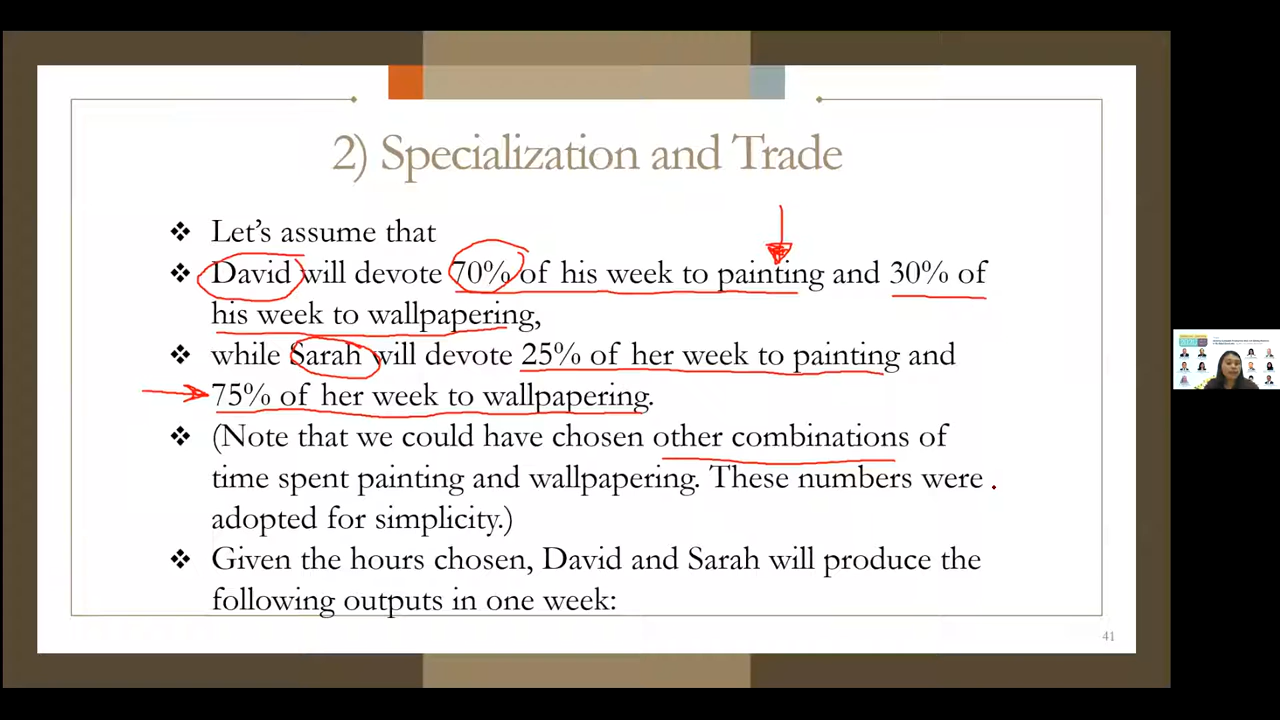 2) Specialization and Trade
❖ Let's assume that
❖ David will devote 70% of his week to painting and 30% of
his week to wallpapering,
❖ while Sarah will devote 25% of her week to painting and
75% of her week to wallpapering.
❖ (Note that we could have chosen other combinations of
time spent painting and wallpapering. These numbers were
adopted for simplicity.)
❖ Given the hours chosen, David and Sarah will produce the
following outputs in one week:
41